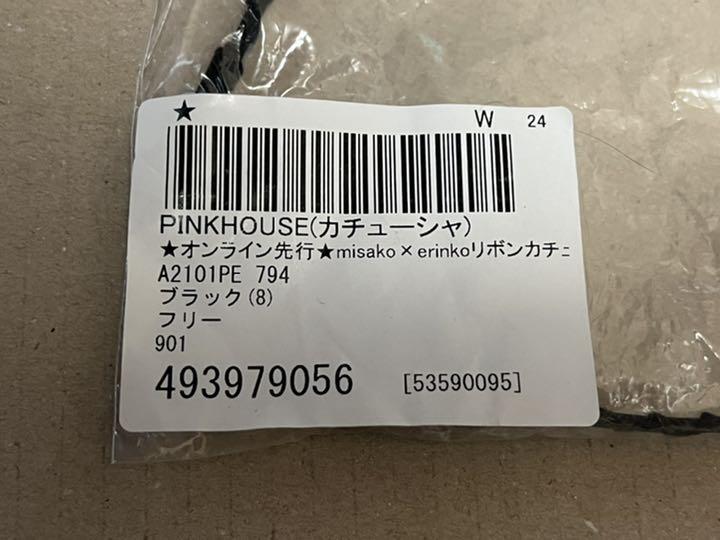 ★ W 24
PINKHOUSE(カチューシャ)
★オンライン先行★misako×erinkoリボンカチュ
A2101PE 794
ブラック(8)
フリー
901
493979056 [53590095]